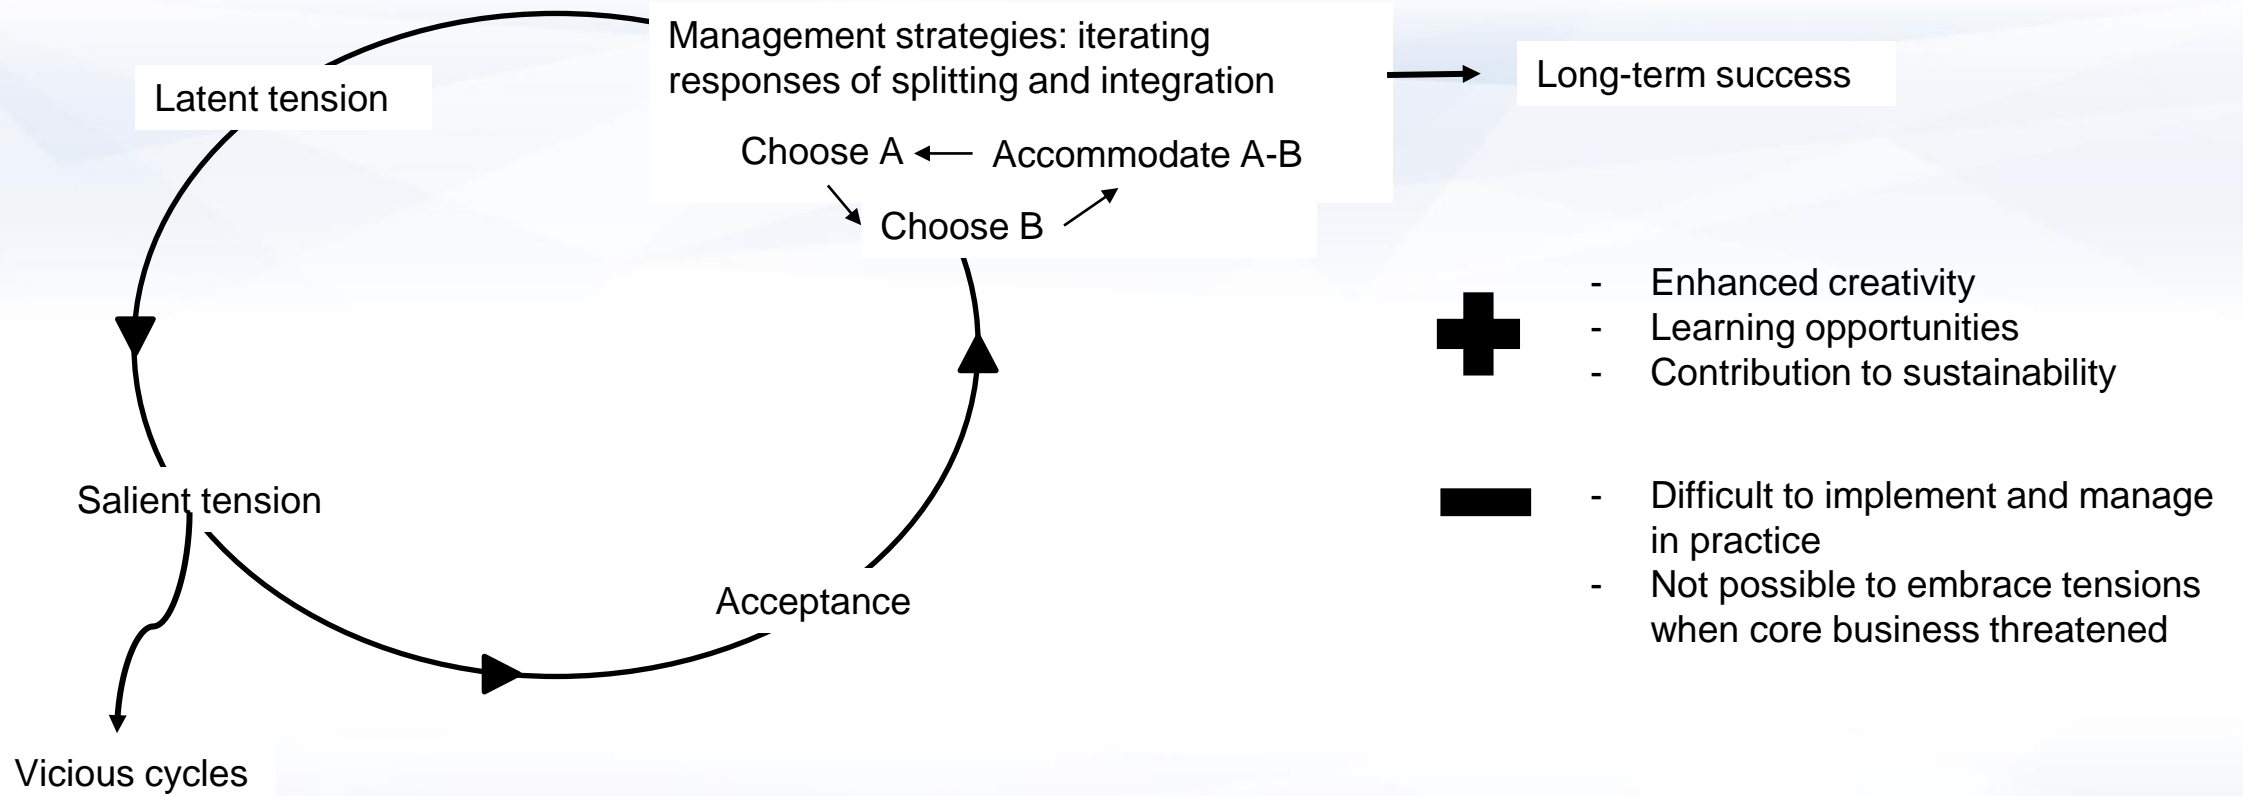 Management strategies: iterating
responses of splitting and integration
Latent tension
Long-term success
Choose A
Accommodate A-B
Choose B
- Enhanced creativity
- Learning opportunities
- Contribution to sustainability
Salient tension
- Difficult to implement and manage
in practice
- Not possible to embrace tensions
when core business threatened
Acceptance
Vicious cycles